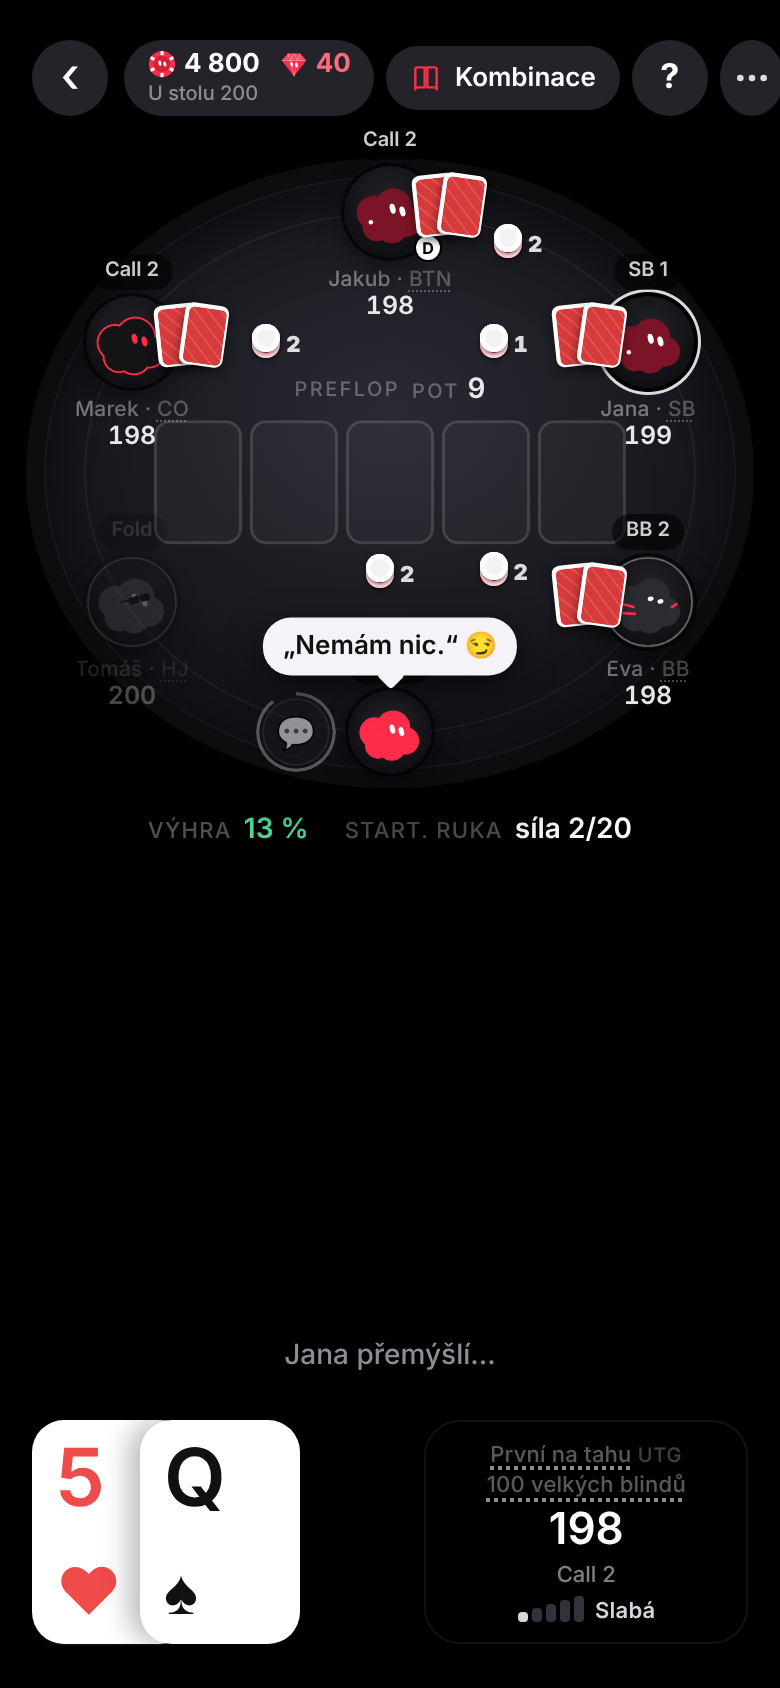 4 800 40
U stolu 200
Kombinace
?
Call 2
D
2
Jakub · BTN
198
Call 2
2
Marek · CO
198
SB 1
1
Jana · SB
199
PREFLOP POT 9
Fold
Tomáš · HJ
200
BB 2
2
2
Eva · BB
198
„Nemám nic.“ 😏
VÝHRA 13 % START. RUKA síla 2/20
Jana přemýšlí...
5
Q
První na tahu UTG
100 velkých blindů
198
Call 2
Slabá